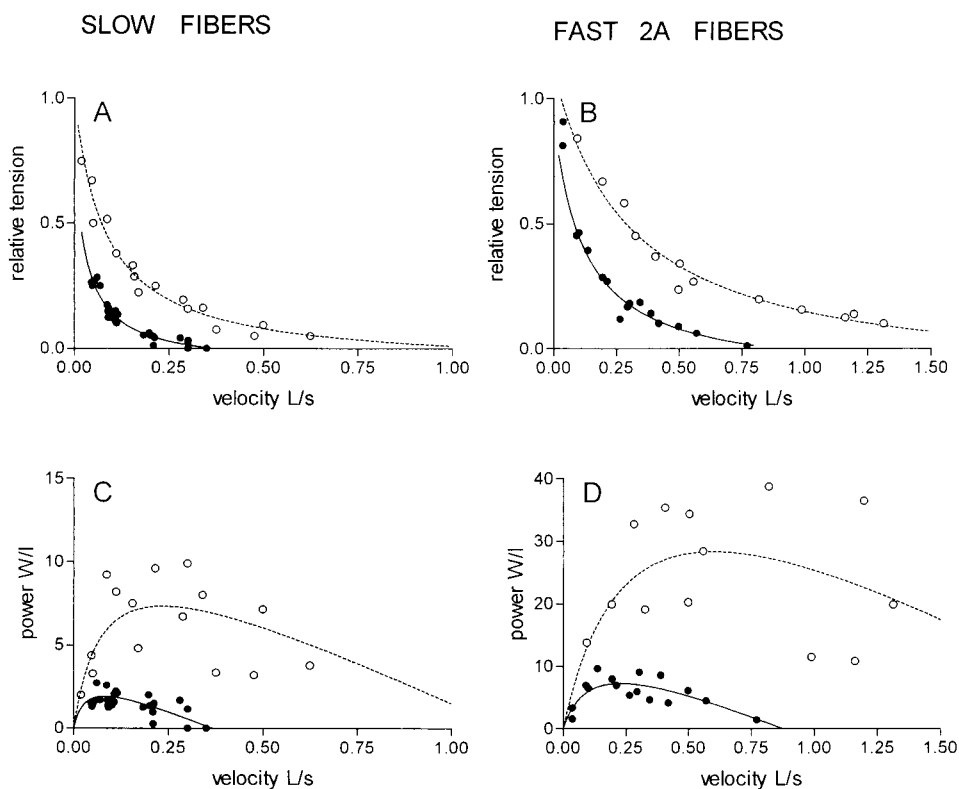 SLOW FIBERS
FAST 2A FIBERS
A
1.0
0.5
0.0
relative tension
0.00 0.25 0.50 0.75 1.00
velocity L/s
B
1.0
0.5
0.0
relative tension
0.00 0.25 0.50 0.75 1.00 1.25 1.50
velocity L/s
C
15
10
5
0
power W/l
0.00 0.25 0.50 0.75 1.00
velocity L/s
D
40
30
20
10
0
power W/l
0.00 0.25 0.50 0.75 1.00 1.25 1.50
velocity L/s